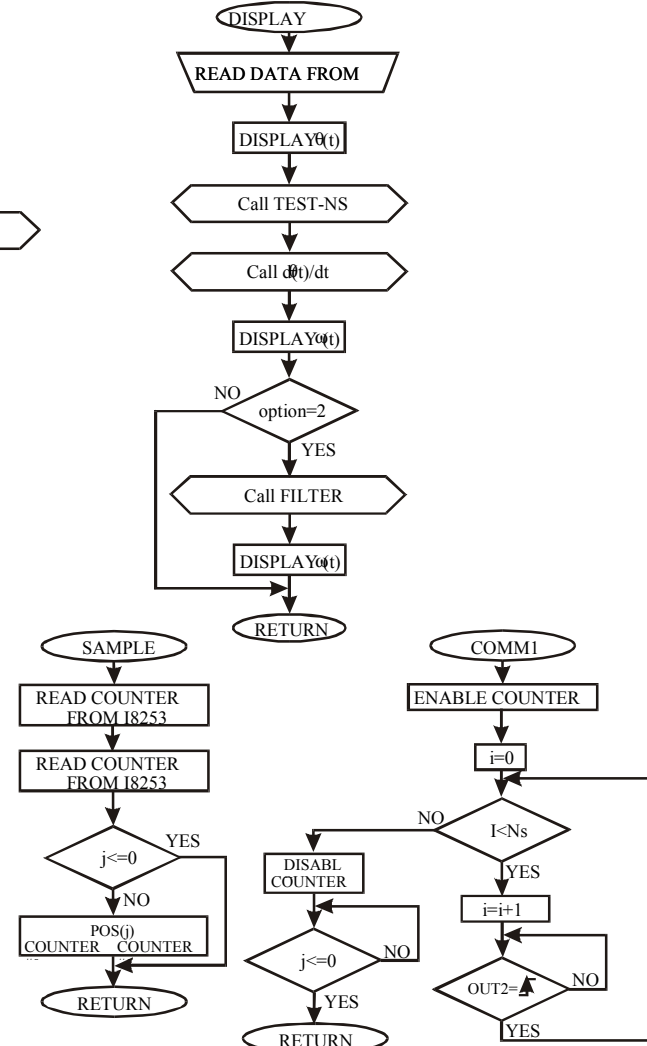 DISPLAY
READ DATA FROM
DISPLAYθ(t)
Call TEST-NS
Call dθ(t)/dt
DISPLAYω(t)
NO
option=2
YES
Call FILTER
DISPLAYω(t)
RETURN
SAMPLE
READ COUNTER
FROM I8253
READ COUNTER
FROM I8253
YES
j<=0
NO
POS(j)
COUNTER COUNTER
RETURN
COMM1
ENABLE COUNTER
i=0
NO
I<Ns
YES
DISABL
COUNTER
i=i+1
j<=0
NO
YES
RETURN
OUT2=
NO
YES